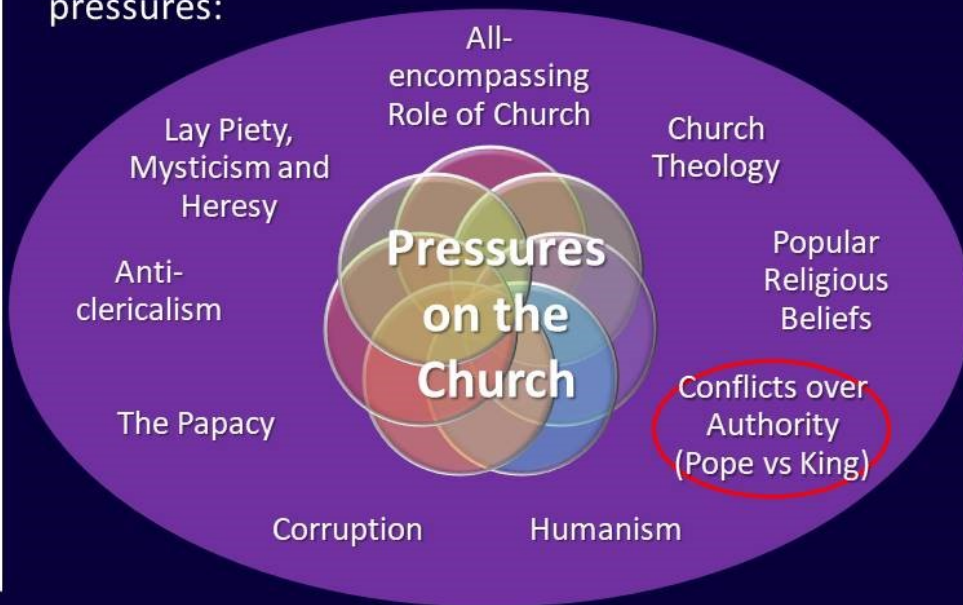 pressures:
All-
encompassing
Role of Church
Church
Theology
Popular
Religious
Beliefs
Conflicts over
Authority
(Pope vs King)
Humanism
Corruption
The Papacy
Anti-
clericalism
Lay Piety,
Mysticism and
Heresy
Pressures
on the
Church